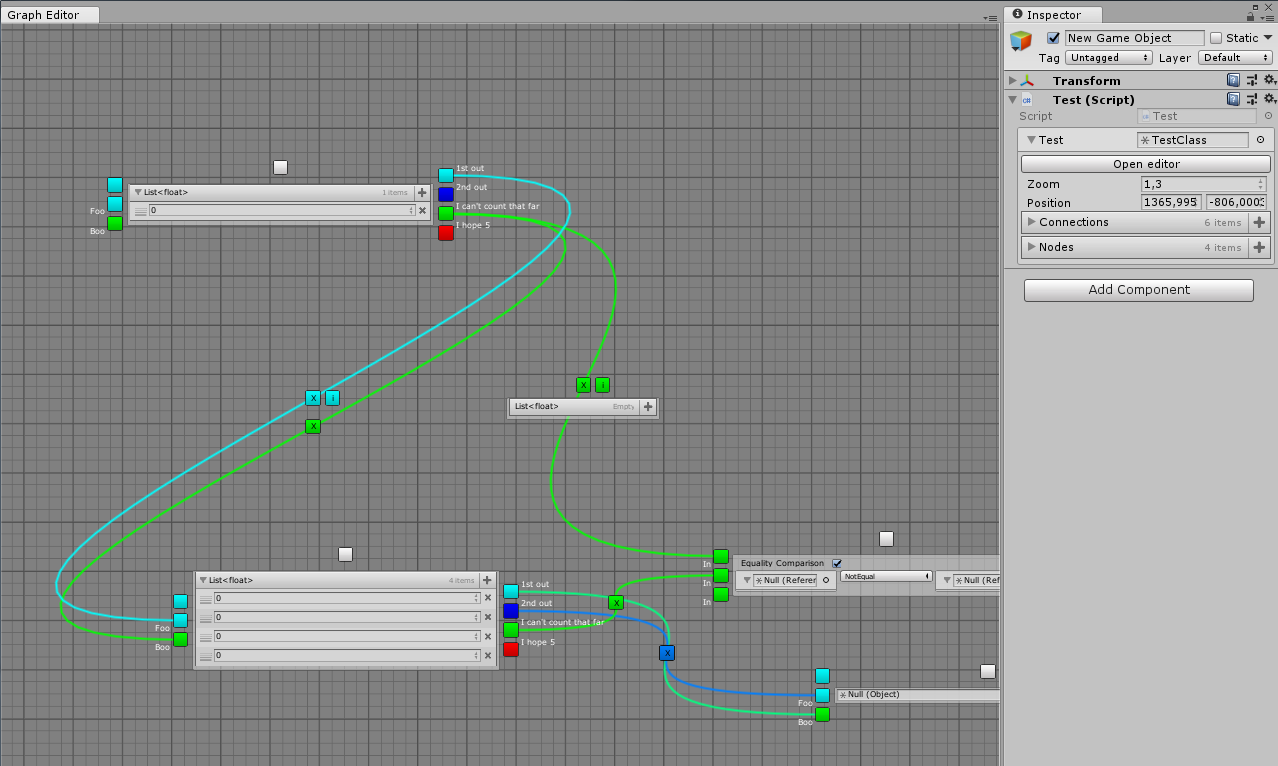 Graph Editor
1st out
List<float> 1 items
2nd out
Foo
0
I can't count that far
Boo
I hope 5
X i
X i
X
List<float> Empty
In
Equality Comparison
1st out
List<float> 4 items
In
Null (Referer
NotEqual
Null (Ref
0
2nd out
X
In
0
I can't count that far
Foo
0
I hope 5
Boo
0
X
Null (Object)
Foo
Boo
Inspector
New Game Object Static
Tag Untagged Layer Default
Transform
Test (Script)
Script Test
Test TestClass
Open editor
Zoom 1,3
Position 1365,995 -806,000
Connections 6 items
Nodes 4 items
Add Component